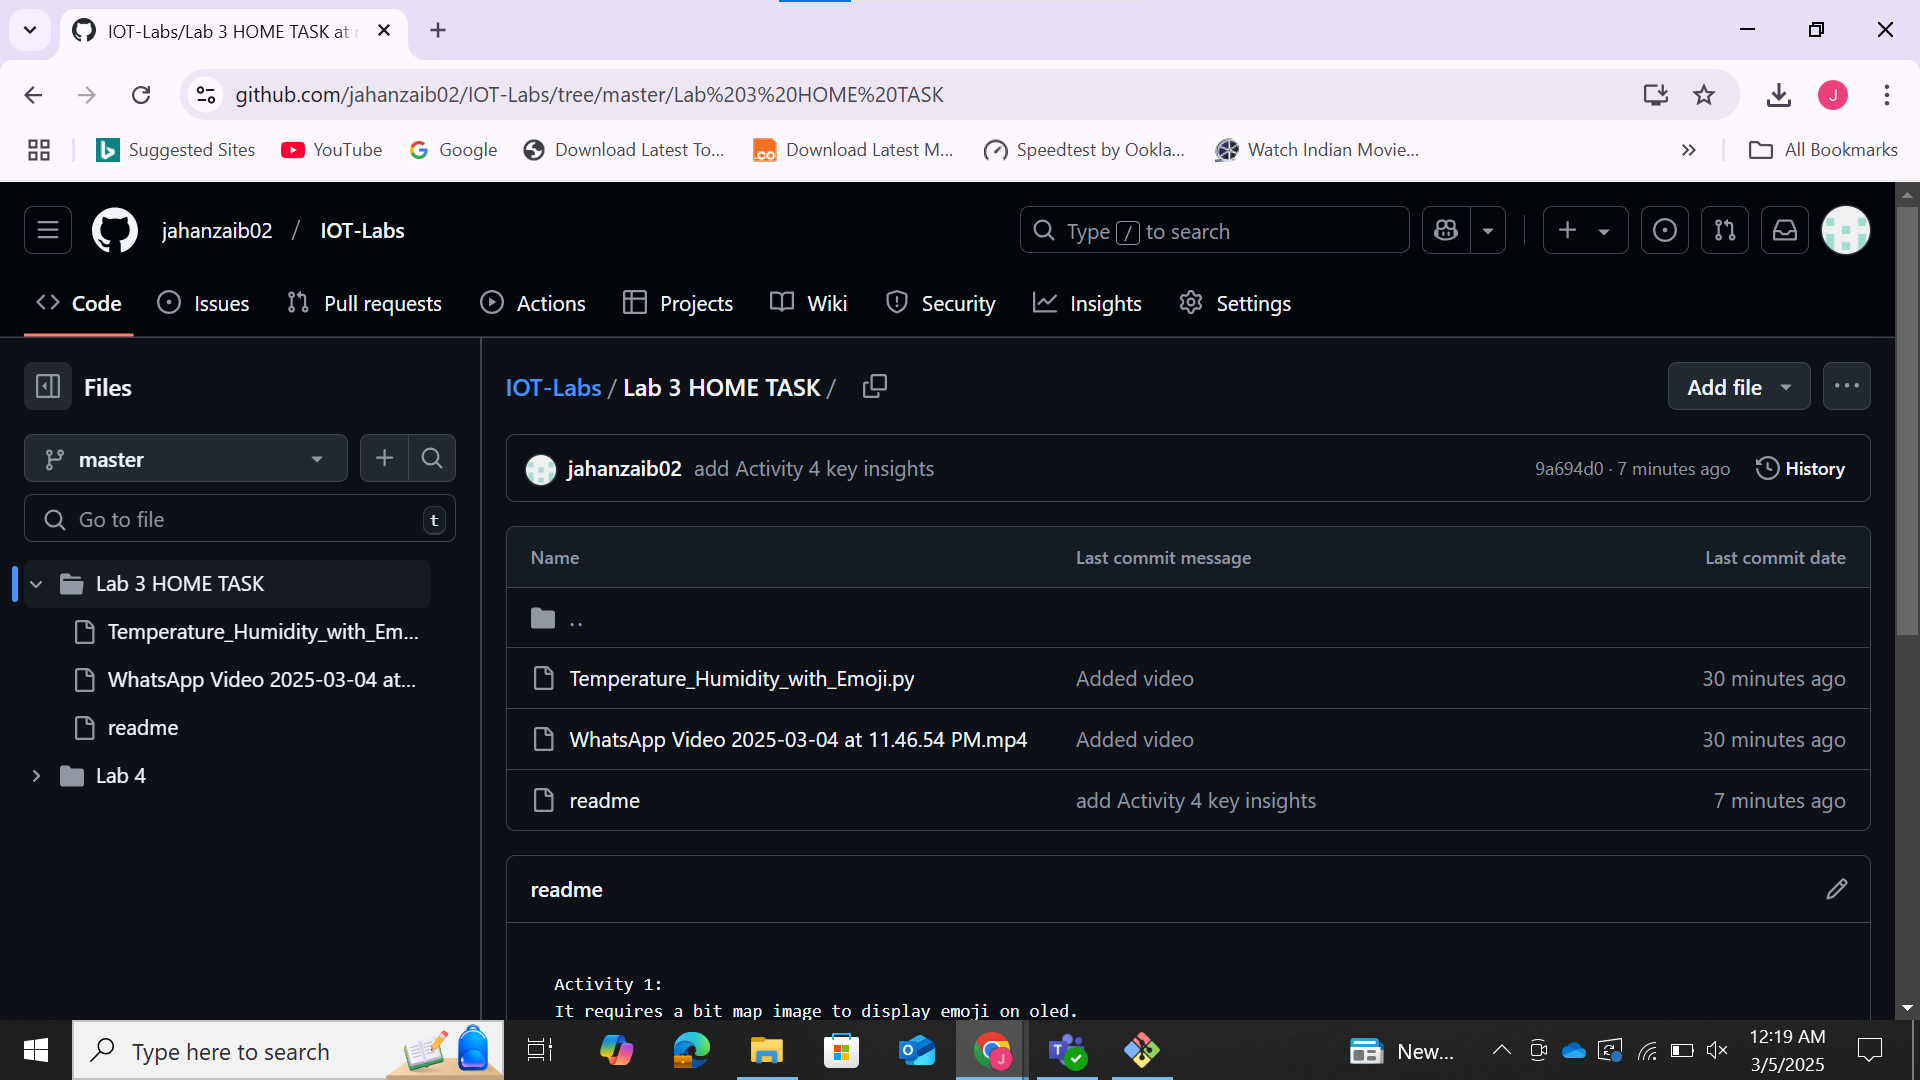 IOT-Labs/Lab 3 HOME TASK at
github.com/jahanzaib02/IOT-Labs/tree/master/Lab%203%20HOME%20TASK
J
Suggested Sites
YouTube
Google
Download Latest To...
Download Latest M...
Speedtest by Ookla...
Watch Indian Movie...
All Bookmarks
jahanzaib02 / IOT-Labs
Type / to search
Code
Issues
Pull requests
Actions
Projects
Wiki
Security
Insights
Settings
Files
master
Go to file
t
Lab 3 HOME TASK
Temperature_Humidity_with_Em...
WhatsApp Video 2025-03-04 at...
readme
Lab 4
IOT-Labs / Lab 3 HOME TASK /
Add file
jahanzaib02 add Activity 4 key insights
9a694d0 · 7 minutes ago
History
Name Last commit message Last commit date
..
Temperature_Humidity_with_Emoji.py Added video 30 minutes ago
WhatsApp Video 2025-03-04 at 11.46.54 PM.mp4 Added video 30 minutes ago
readme add Activity 4 key insights 7 minutes ago
readme
Activity 1:
It requires a bit map image to display emoji on oled.
Type here to search
New...
12:19 AM
3/5/2025